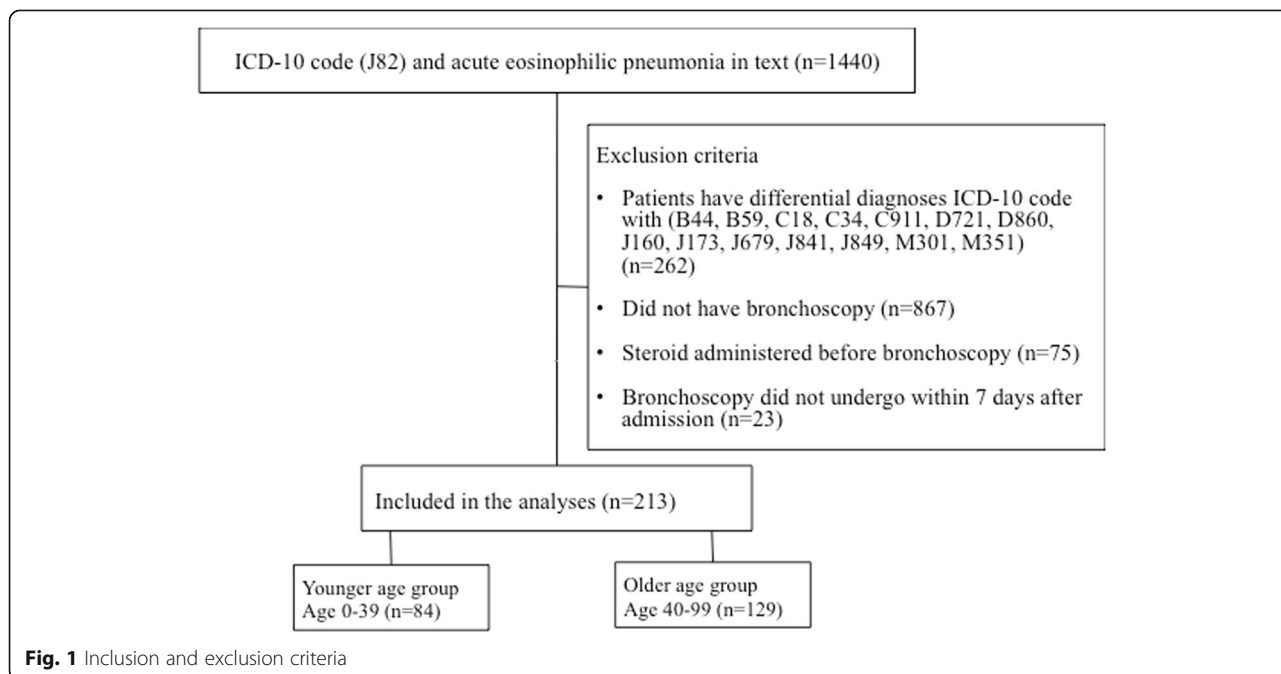 ICD-10 code (J82) and acute eosinophilic pneumonia in text (n=1440)
Exclusion criteria
• Patients have differential diagnoses ICD-10 code
with (B44, B59, C18, C34, C911, D721, D860,
J160, J173, J679, J841, J849, M301, M351)
(n=262)
• Did not have bronchoscopy (n=867)
• Steroid administered before bronchoscopy (n=75)
• Bronchoscopy did not undergo within 7 days after
admission (n=23)
Included in the analyses (n=213)
Younger age group
Age 0-39 (n=84)
Older age group
Age 40-99 (n=129)
Fig. 1 Inclusion and exclusion criteria